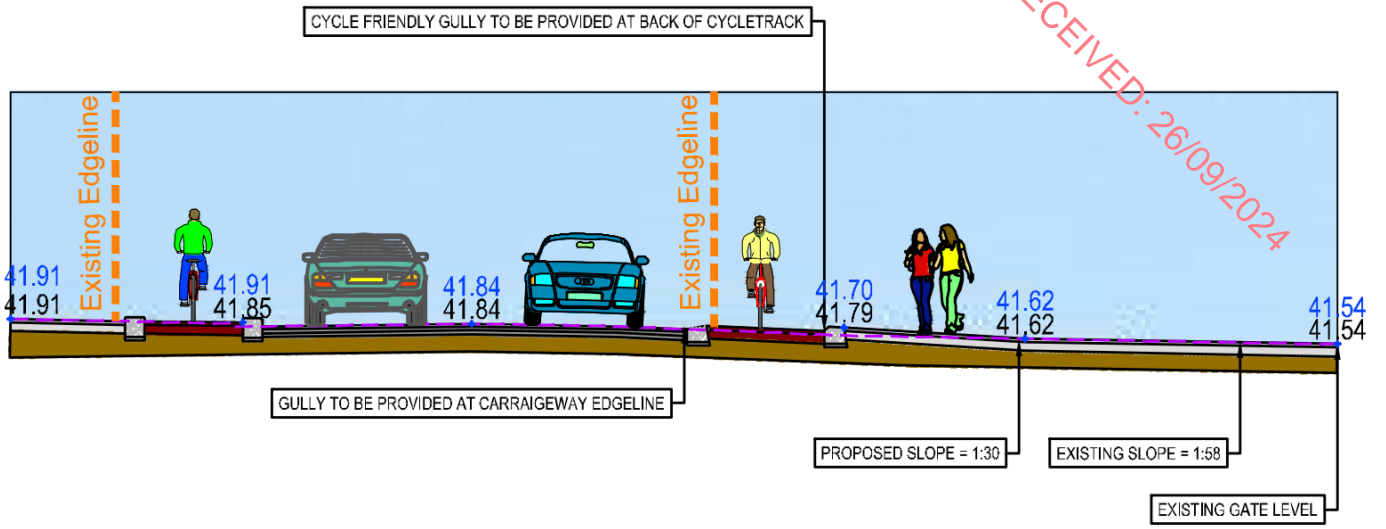 CYCLE FRIENDLY GULLY TO BE PROVIDED AT BACK OF CYCLETRACK
RECEIVED: 26/09/2024
Existing Edgeline
Existing Edgeline
41.91
41.91
41.91
41.85
41.84
41.84
41.70
41.79
41.62
41.62
41.54
41.54
GULLY TO BE PROVIDED AT CARRAIGEWAY EDGELINE
PROPOSED SLOPE = 1:30
EXISTING SLOPE = 1:58
EXISTING GATE LEVEL